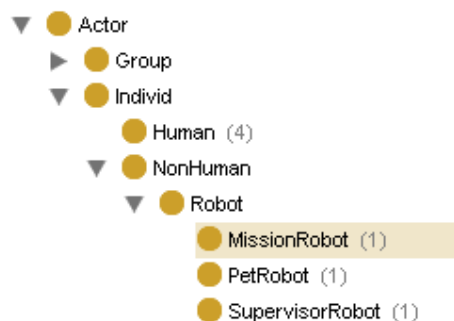 Actor
Group
Individ
Human (4)
NonHuman
Robot
MissionRobot (1)
PetRobot (1)
SupervisorRobot (1)